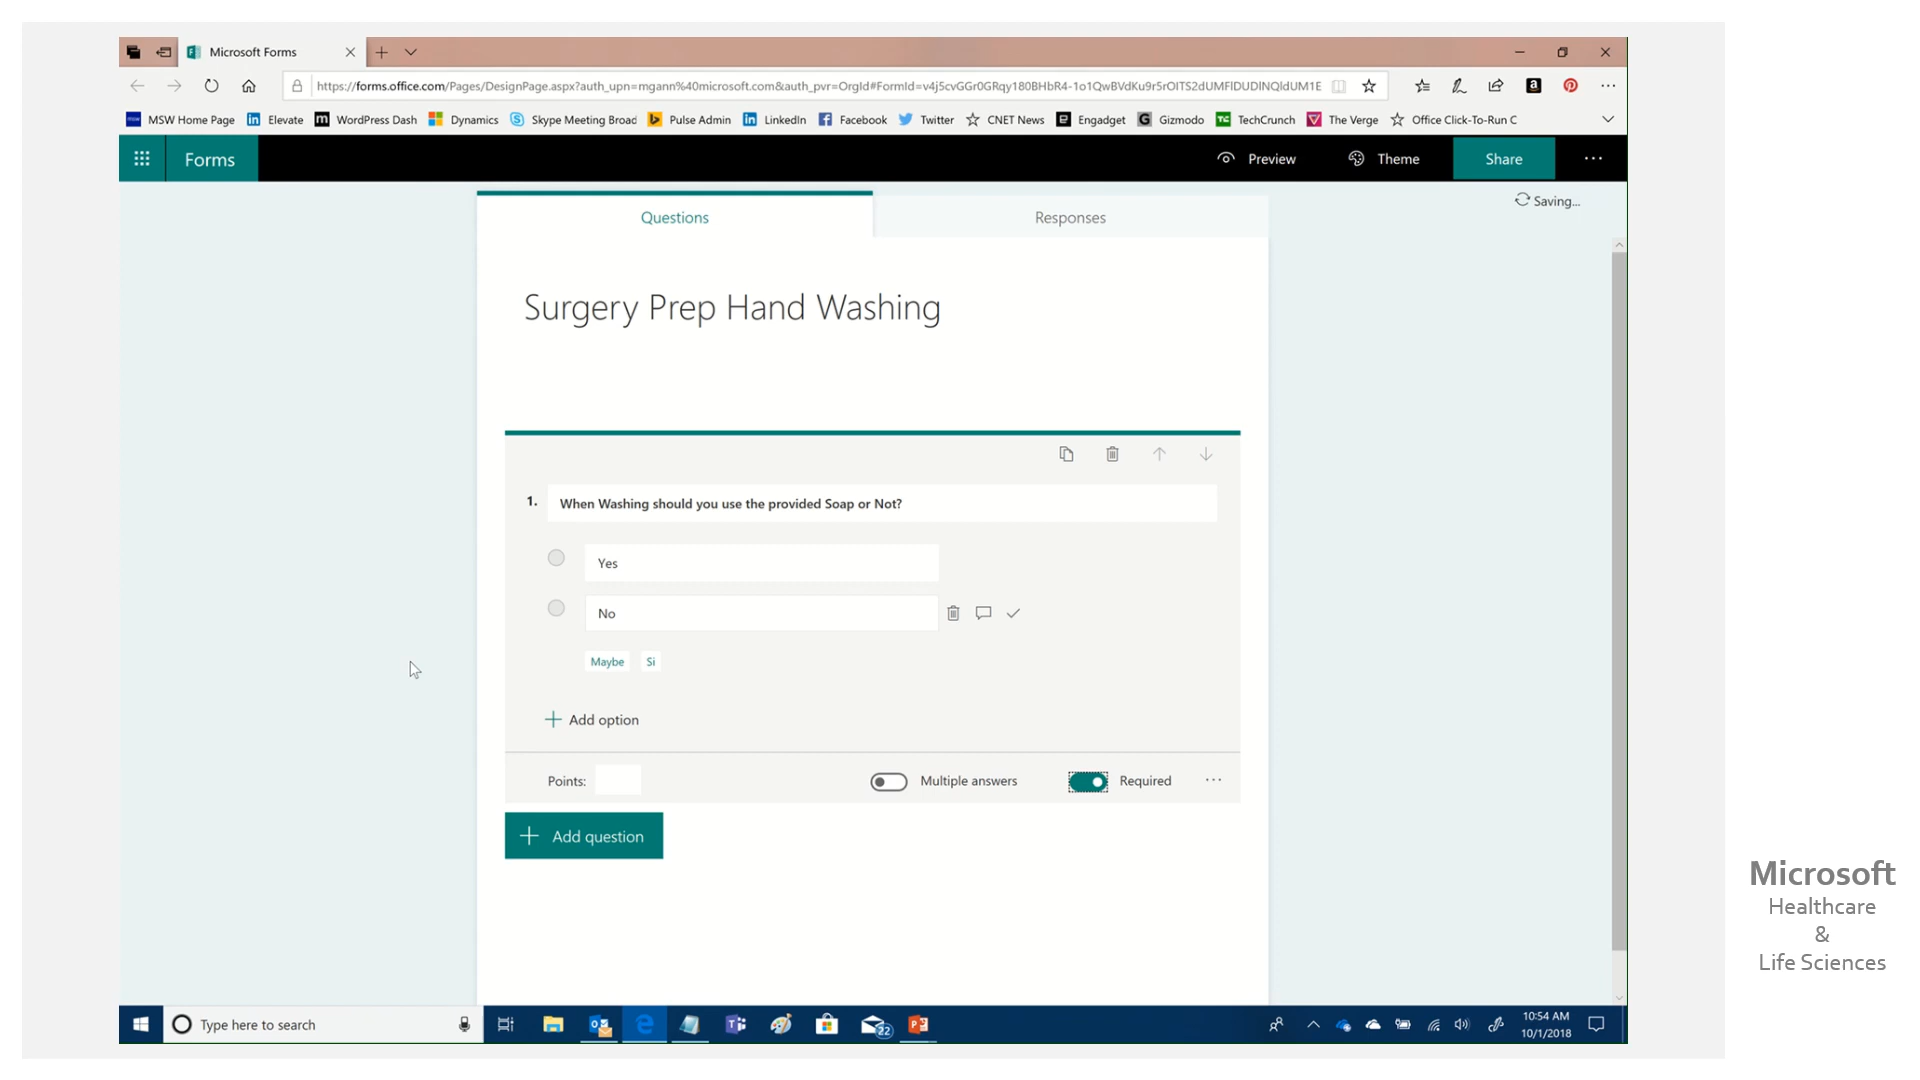 Microsoft Forms
https://forms.office.com/Pages/DesignPage.aspx?auth_upn=mgann%40microsoft.com&auth_pvr=OrgId#FormId=
MSW Home Page Elevate WordPress Dash Dynamics Skype Meeting Broad Pulse Admin LinkedIn Facebook Twitter CNET News Engadget Gizmodo TechCrunch The Verge Office Click-To-Run C
Forms Preview Theme Share ...
Saving...
Questions Responses
Surgery Prep Hand Washing
1. When Washing should you use the provided Soap or Not?
Yes
No
Maybe Si
Add option
Points: Multiple answers Required ...
Add question
Microsoft
Healthcare
&
Life Sciences
Type here to search
22
10:54 AM
10/1/2018